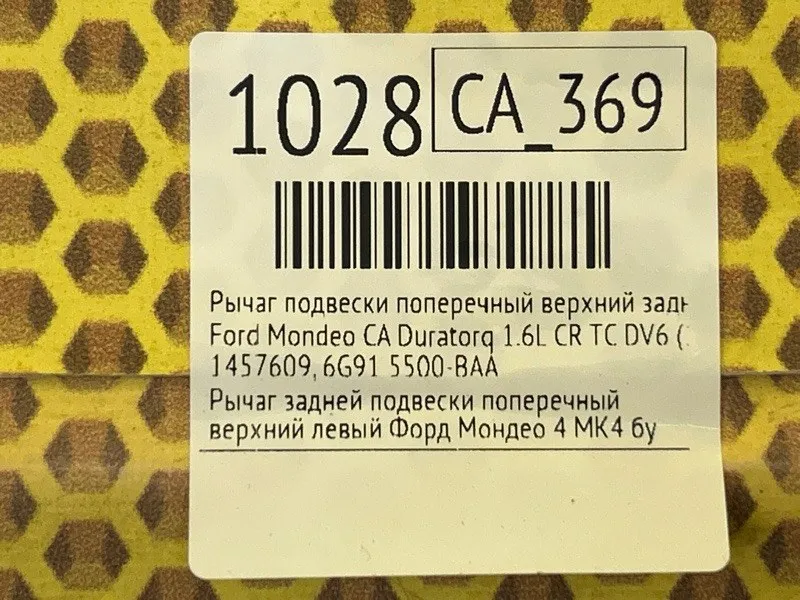 1028 CA_369
Рычаг подвески поперечный верхний задн
Ford Mondeo CA Duratorq 1.6L CR TC DV6 (
1457609, 6G91 5500-BAA
Рычаг задней подвески поперечный
верхний левый Форд Мондео 4 МК4 бу